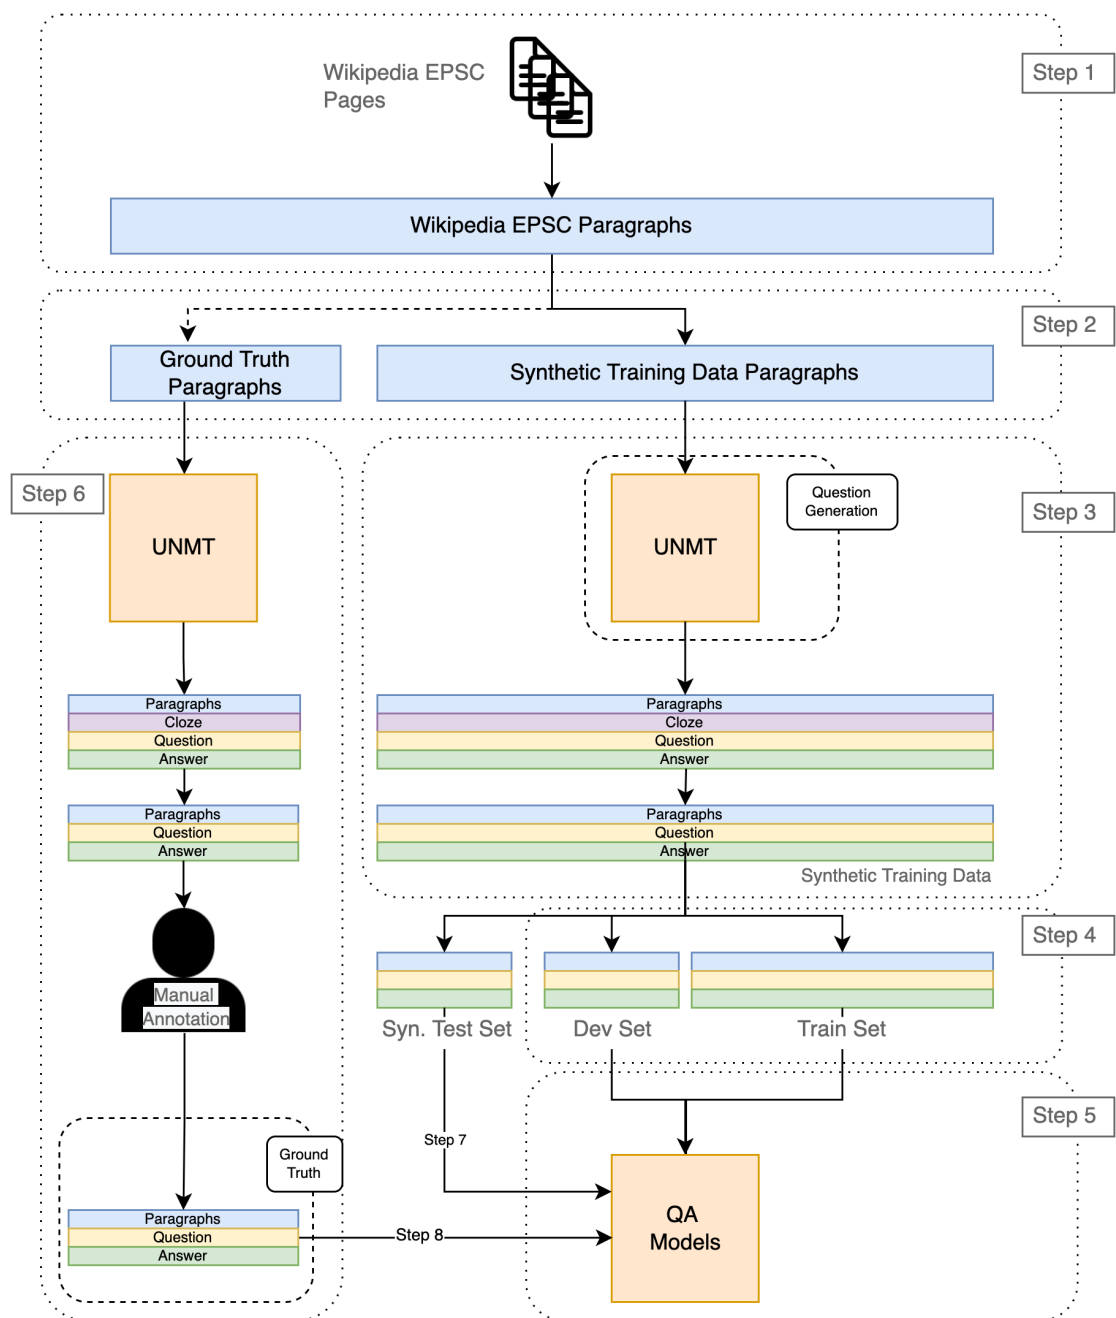 Wikipedia EPSC
Pages
Step 1
Wikipedia EPSC Paragraphs
Step 2
Ground Truth
Paragraphs
Synthetic Training Data Paragraphs
Step 6
UNMT
UNMT
Question
Generation
Step 3
Paragraphs
Cloze
Question
Answer
Paragraphs
Cloze
Question
Answer
Paragraphs
Question
Answer
Paragraphs
Question
Answer
Synthetic Training Data
Manual
Annotation
Step 4
Syn. Test Set
Dev Set
Train Set
Step 5
Step 7
Ground
Truth
Paragraphs
Question
Answer
Step 8
QA
Models